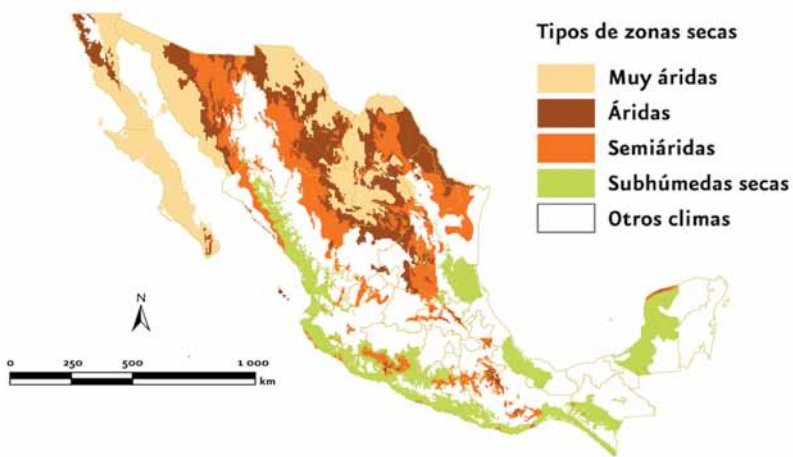 Tipos de zonas secas
Muy áridas
Áridas
Semiáridas
Subhúmedas secas
Otros climas
N
0 250 500 1 000
km